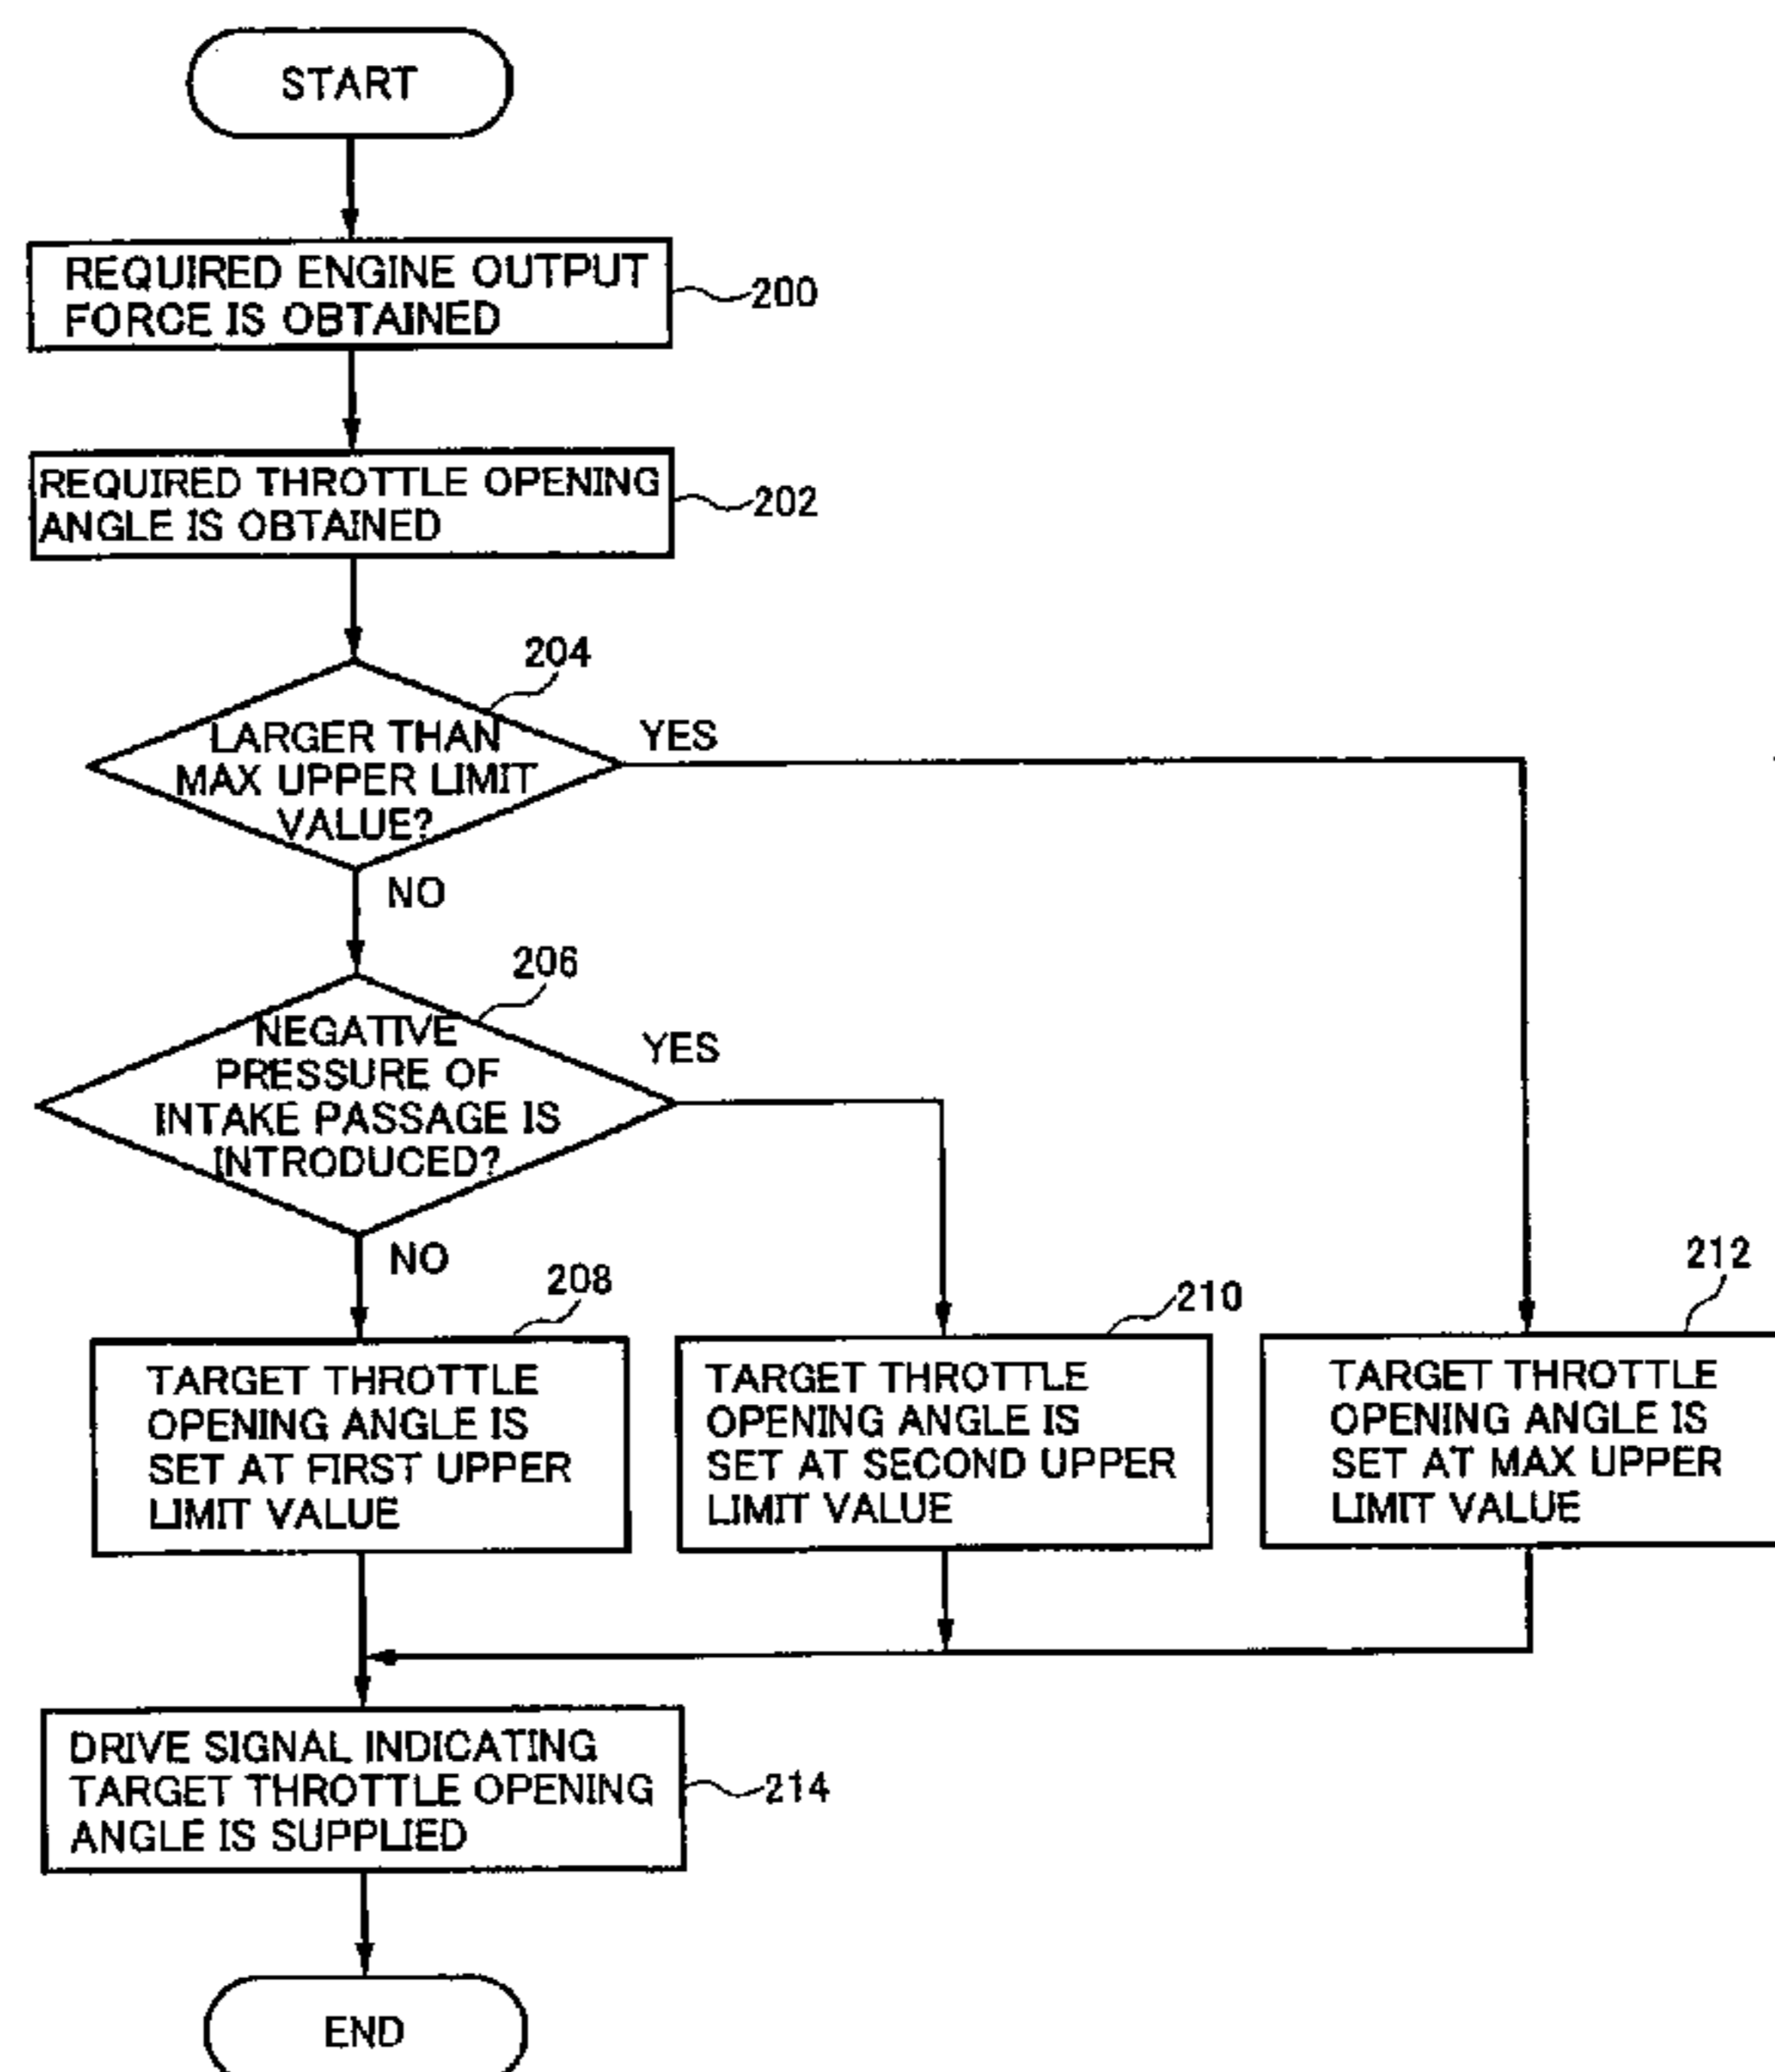 START
REQUIRED ENGINE OUTPUT
FORCE IS OBTAINED
200
REQUIRED THROTTLE OPENING
ANGLE IS OBTAINED
202
204
LARGER THAN
MAX UPPER LIMIT
VALUE?
YES
NO
206
NEGATIVE
PRESSURE OF
INTAKE PASSAGE IS
INTRODUCED?
YES
NO
208
TARGET THROTTLE
OPENING ANGLE IS
SET AT FIRST UPPER
LIMIT VALUE
210
TARGET THROTTLE
OPENING ANGLE IS
SET AT SECOND UPPER
LIMIT VALUE
212
TARGET THROTTLE
OPENING ANGLE IS
SET AT MAX UPPER
LIMIT VALUE
DRIVE SIGNAL INDICATING
TARGET THROTTLE OPENING
ANGLE IS SUPPLIED
214
END